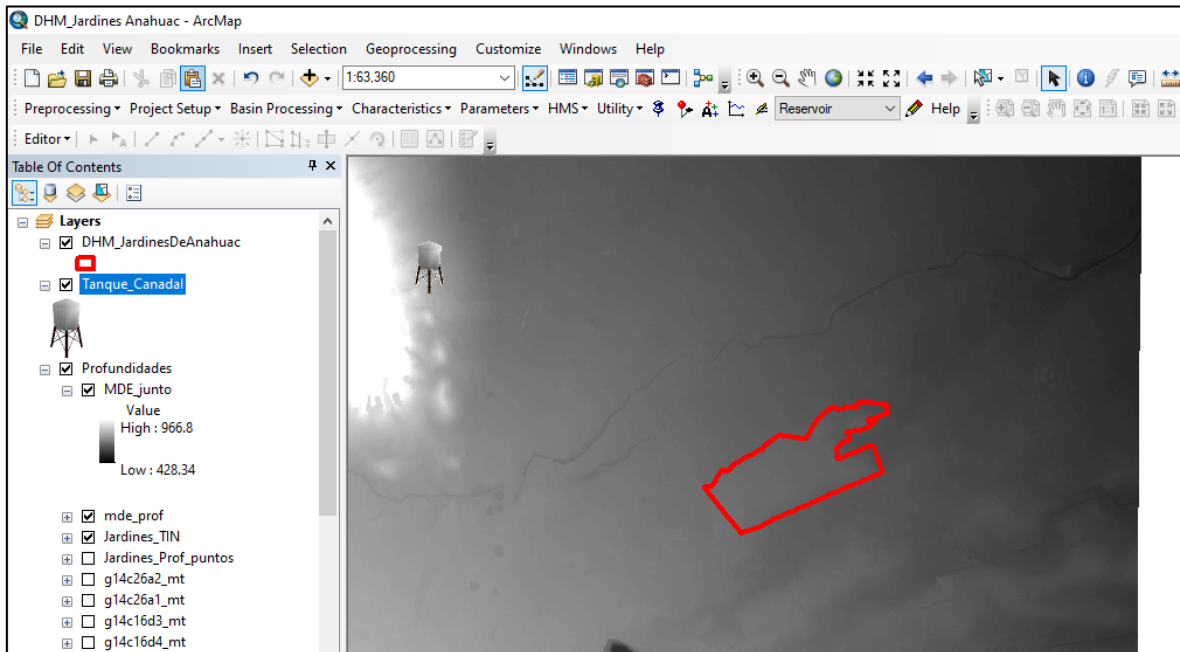 DHM_Jardines Anahuac - ArcMap
File Edit View Bookmarks Insert Selection Geoprocessing Customize Windows Help
1:63,360
Preprocessing Project Setup Basin Processing Characteristics Parameters HMS Utility Reservoir Help
Editor
Table Of Contents
Layers
DHM_JardinesDeAnahuac
Tanque_Canadal
Profundidades
MDE_junto
Value
High : 966.8
Low : 428.34
mde_prof
Jardines_TIN
Jardines_Prof_puntos
g14c26a2_mt
g14c26a1_mt
g14c16d3_mt
g14c16d4_mt